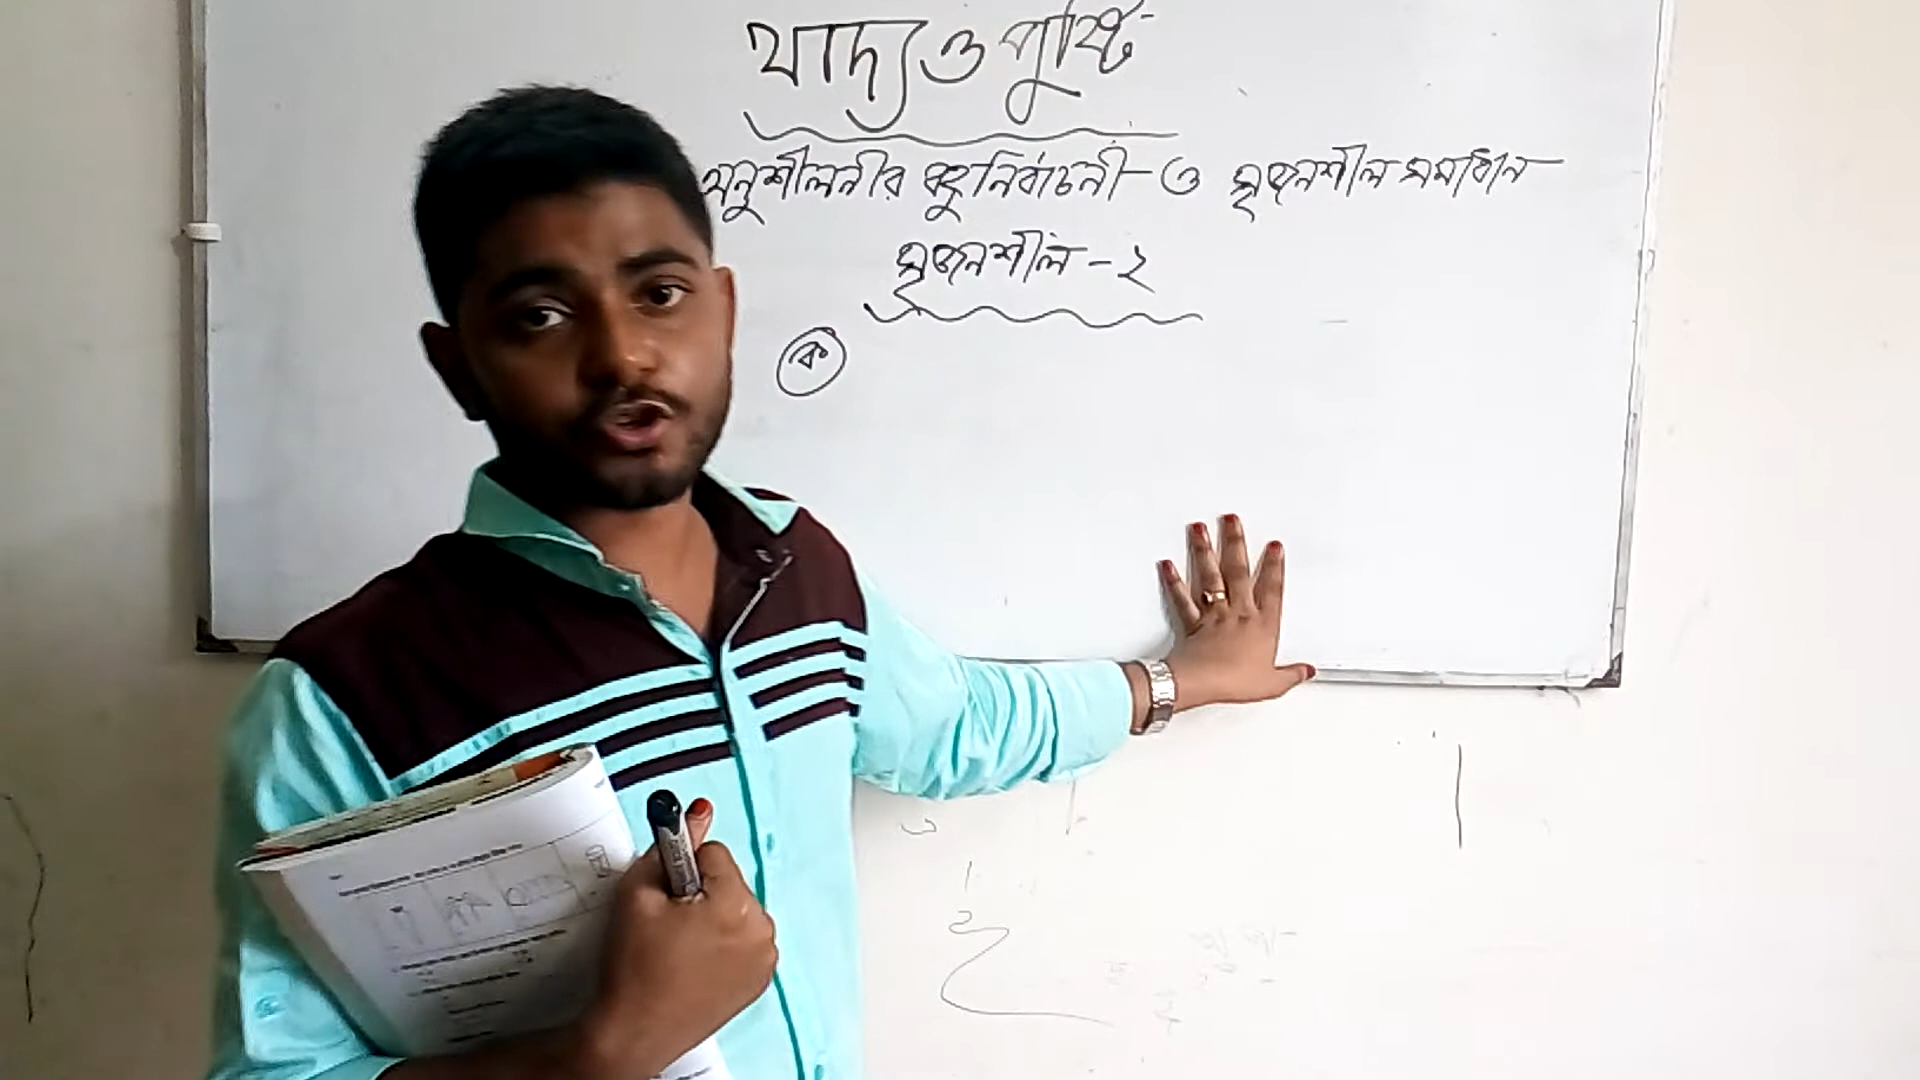 খাদ্য ও পুষ্টি
অনুশীলনীর বহুনির্বাচনী ও সৃজনশীল সমাধান
সৃজনশীল - ২
ক